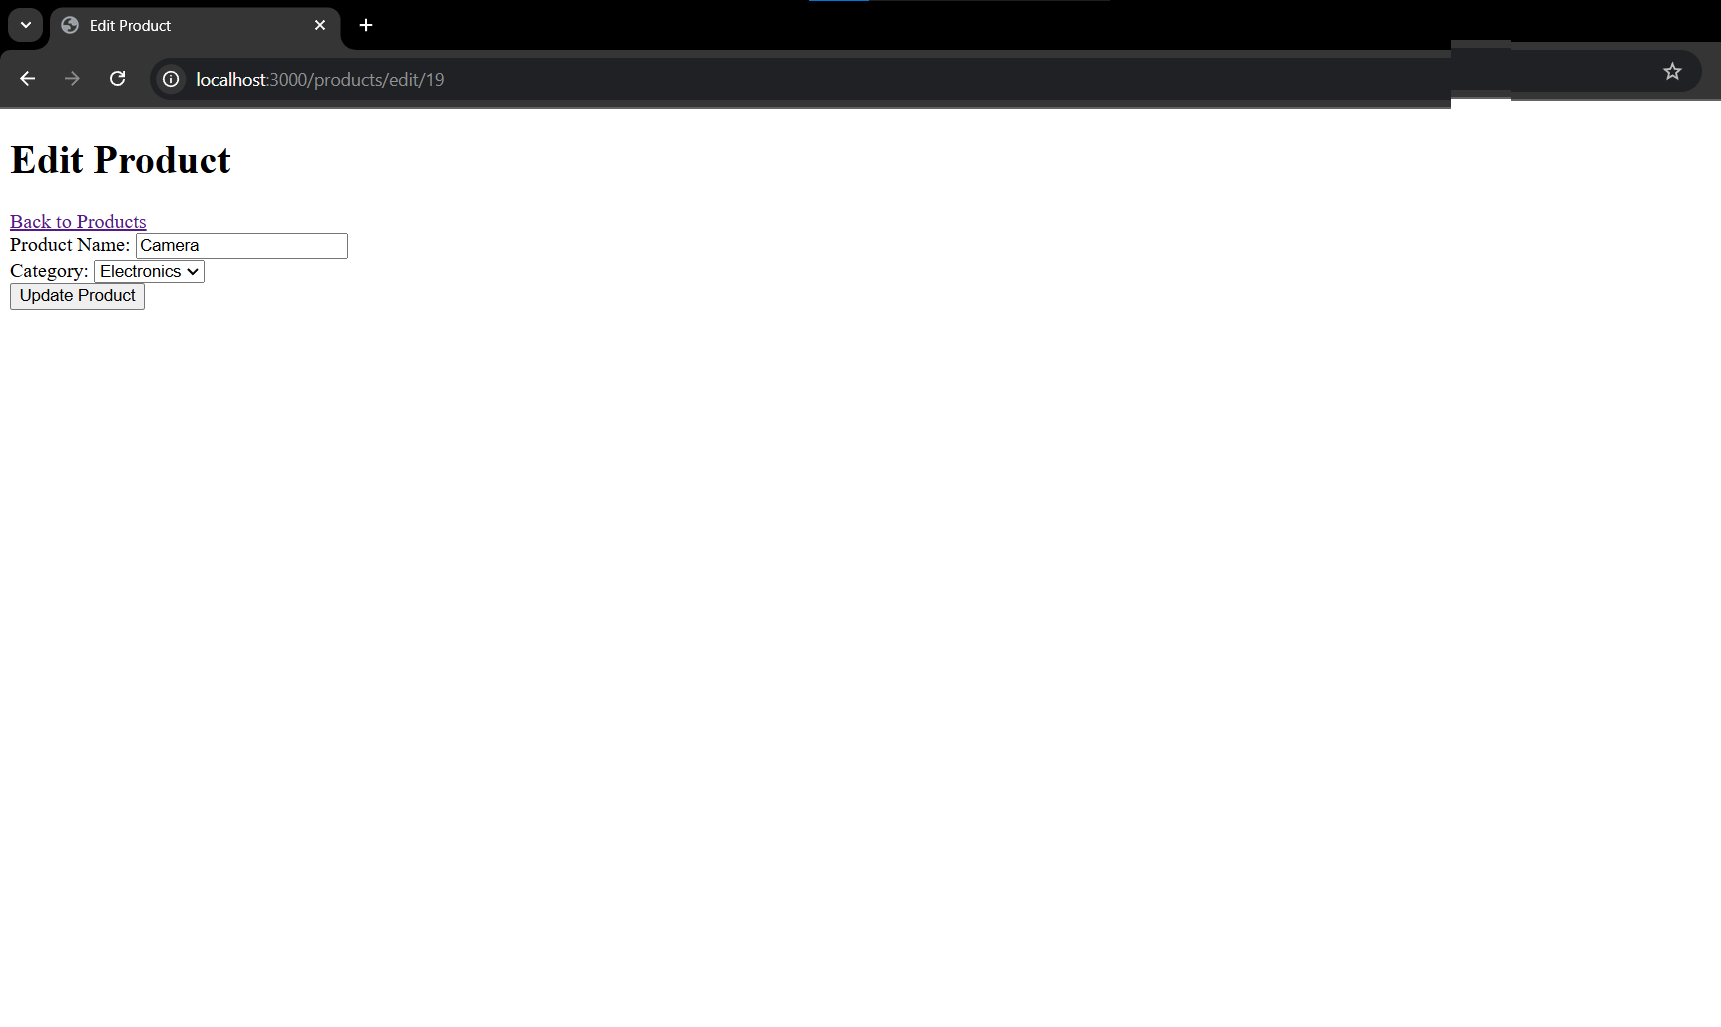 Edit Product
localhost:3000/products/edit/19
Edit Product
Back to Products
Product Name: Camera
Category: Electronics
Update Product